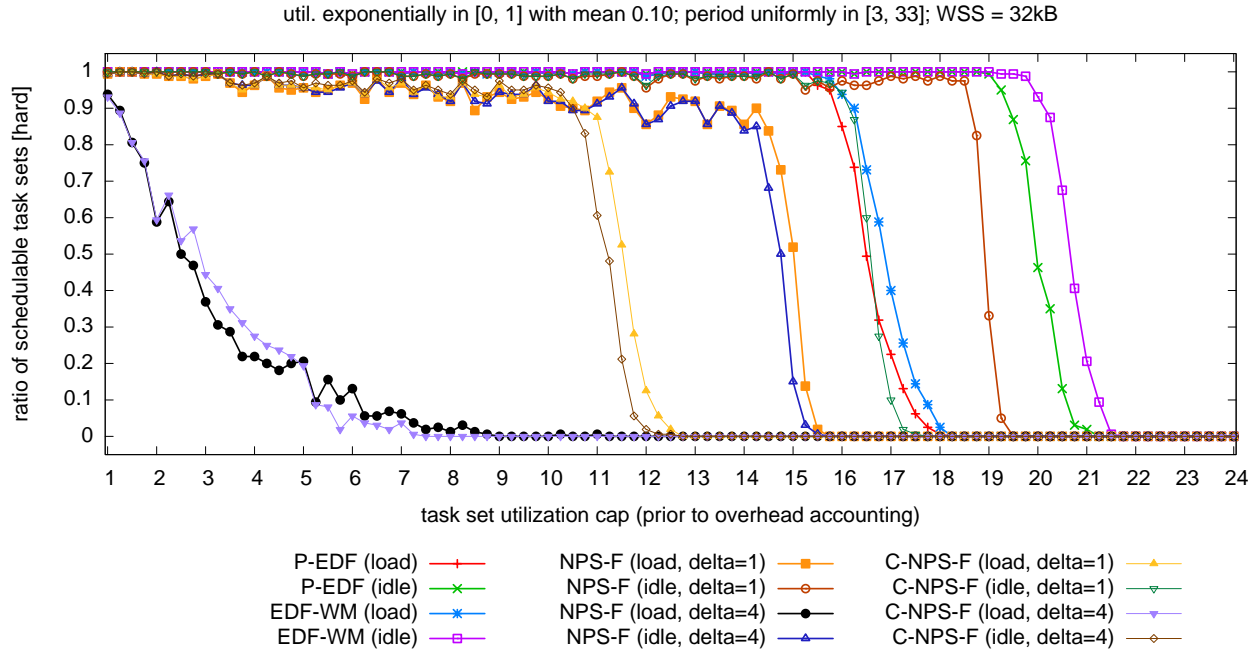 util. exponentially in [0, 1] with mean 0.10; period uniformly in [3, 33]; WSS = 32kB
ratio of schedulable task sets [hard]
1
0.9
0.8
0.7
0.6
0.5
0.4
0.3
0.2
0.1
0
1 2 3 4 5 6 7 8 9 10 11 12 13 14 15 16 17 18 19 20 21 22 23 24
task set utilization cap (prior to overhead accounting)
P-EDF (load)
P-EDF (idle)
EDF-WM (load)
EDF-WM (idle)
NPS-F (load, delta=1)
NPS-F (idle, delta=1)
NPS-F (load, delta=4)
NPS-F (idle, delta=4)
C-NPS-F (load, delta=1)
C-NPS-F (idle, delta=1)
C-NPS-F (load, delta=4)
C-NPS-F (idle, delta=4)